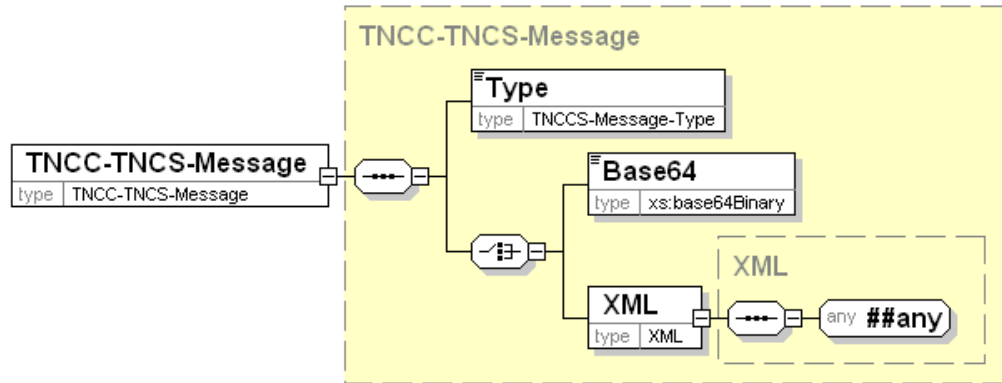 TNCC-TNCS-Message
Type
type TNCCS-Message-Type
TNCC-TNCS-Message
type TNCC-TNCS-Message
Base64
type xs:base64Binary
XML
XML
type XML
any ##any